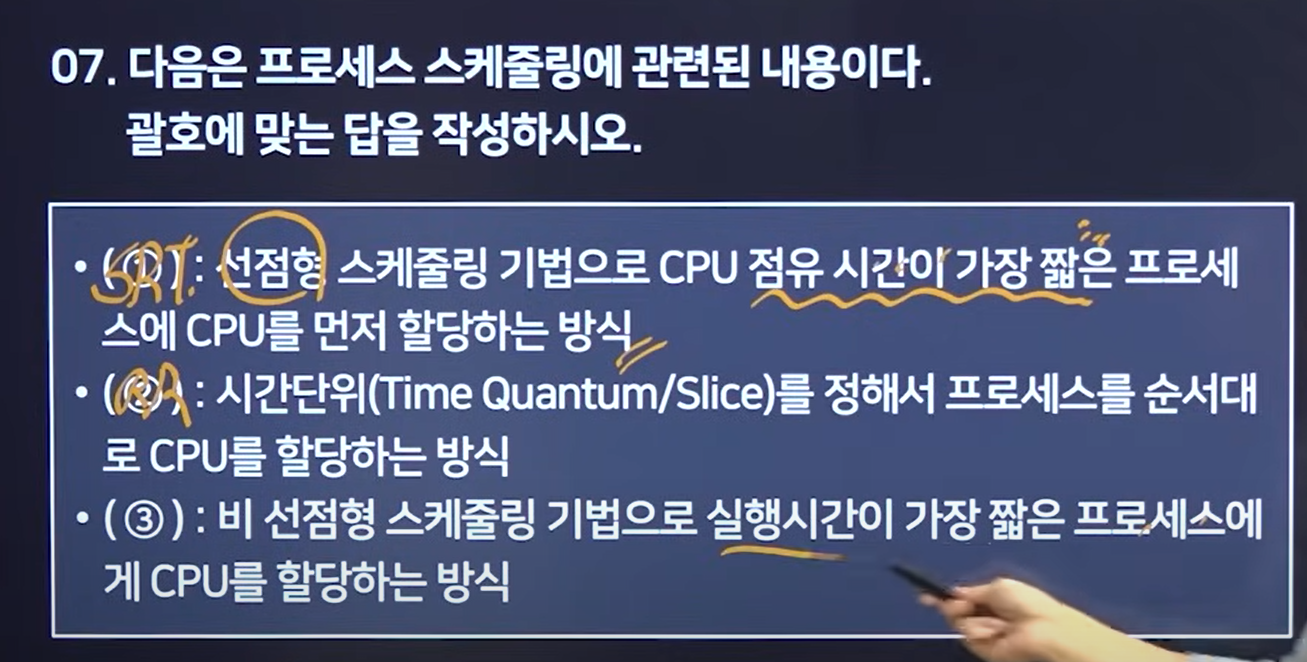 07. 다음은 프로세스 스케줄링에 관련된 내용이다.
괄호에 맞는 답을 작성하시오.
• (①) : 선점형 스케줄링 기법으로 CPU 점유 시간이 가장 짧은 프로세
SRT.
스에 CPU를 먼저 할당하는 방식
• (②) : 시간단위(Time Quantum/Slice)를 정해서 프로세스를 순서대
RR
로 CPU를 할당하는 방식
• (③) : 비 선점형 스케줄링 기법으로 실행시간이 가장 짧은 프로세스에
게 CPU를 할당하는 방식